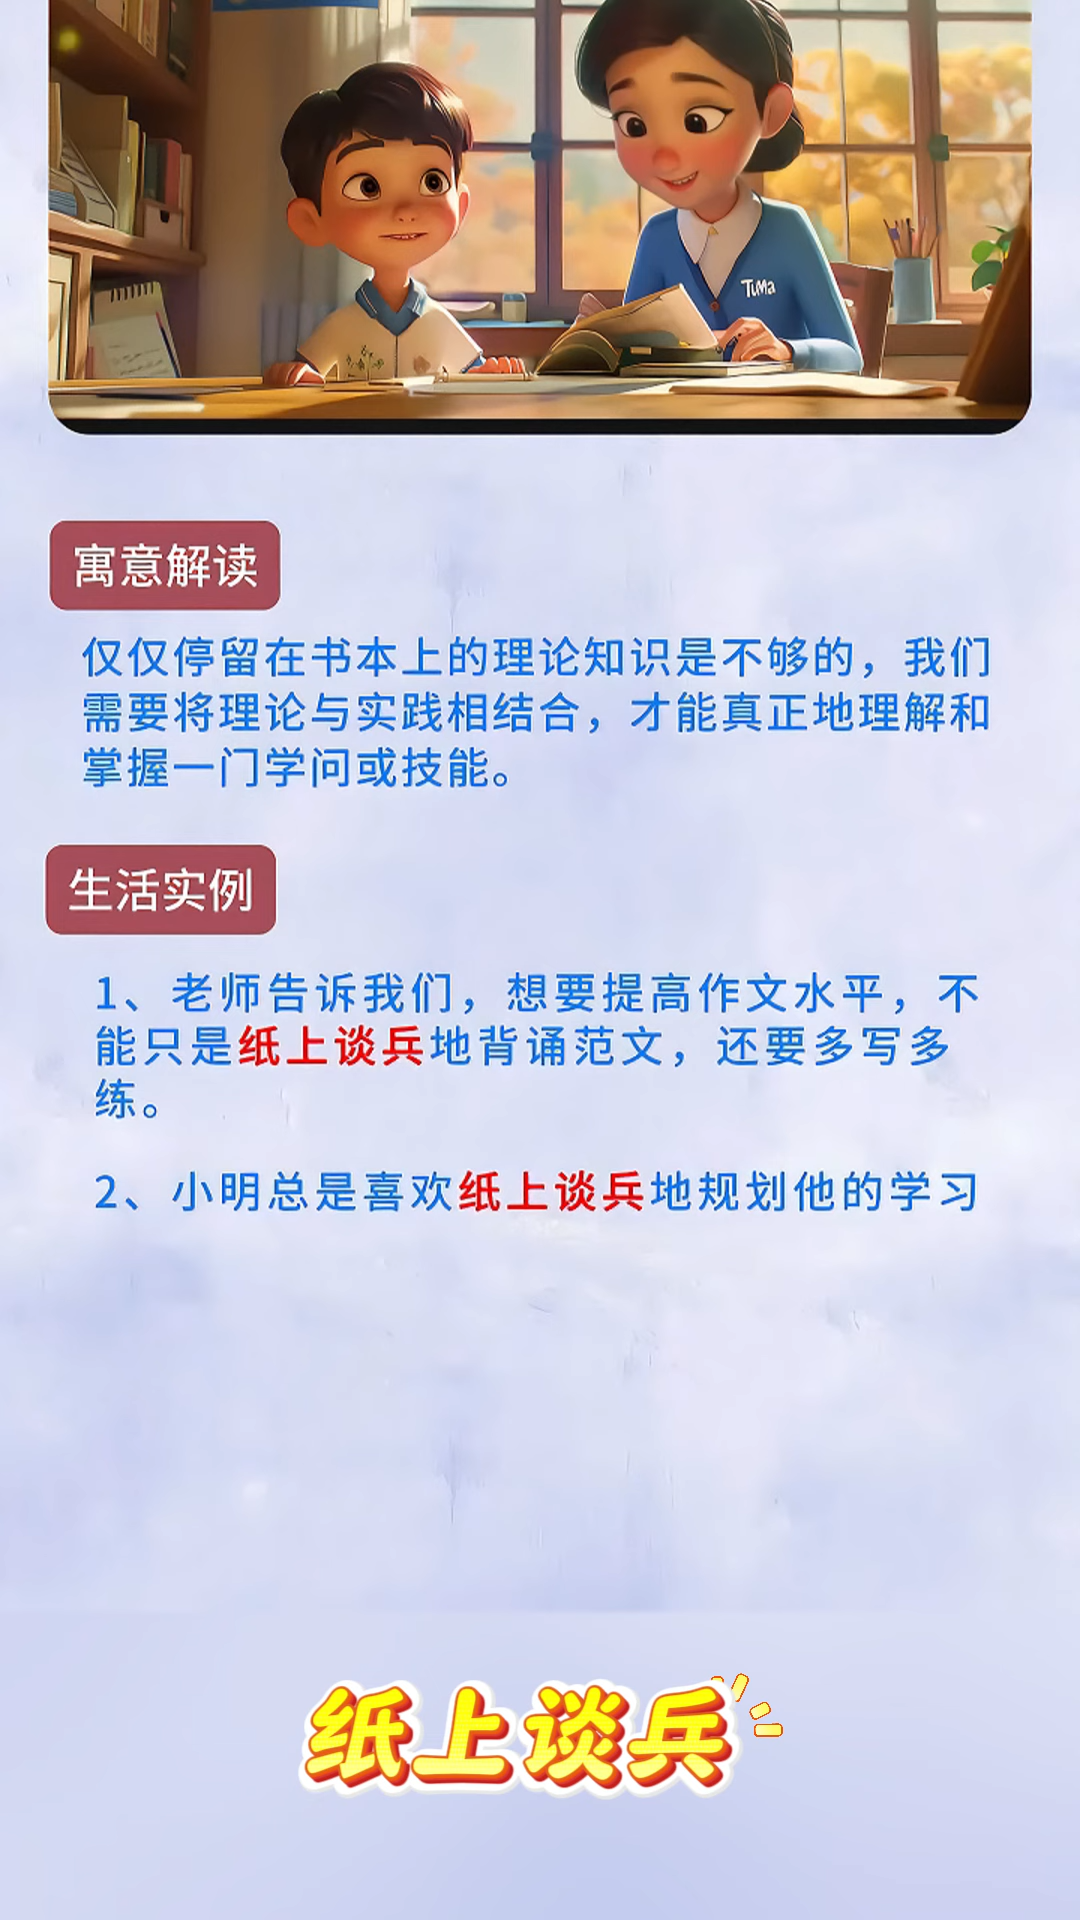 TuMa
寓意解读
仅仅停留在书本上的理论知识是不够的，我们
需要将理论与实践相结合，才能真正地理解和
掌握一门学问或技能。
生活实例
1、老师告诉我们，想要提高作文水平，不
能只是纸上谈兵地背诵范文，还要多写多
练。
2、小明总是喜欢纸上谈兵地规划他的学习
纸上谈兵